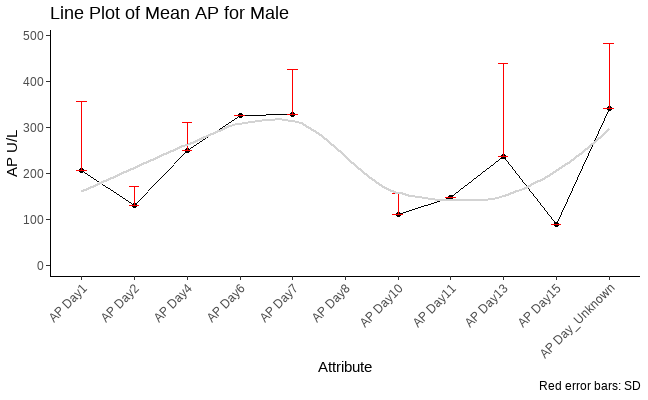 Line Plot of Mean AP for Male
AP U/L
500
400
300
200
100
0
AP Day1
AP Day2
AP Day4
AP Day6
AP Day7
AP Day8
AP Day10
AP Day11
AP Day13
AP Day15
AP Day_Unknown
Attribute
Red error bars: SD